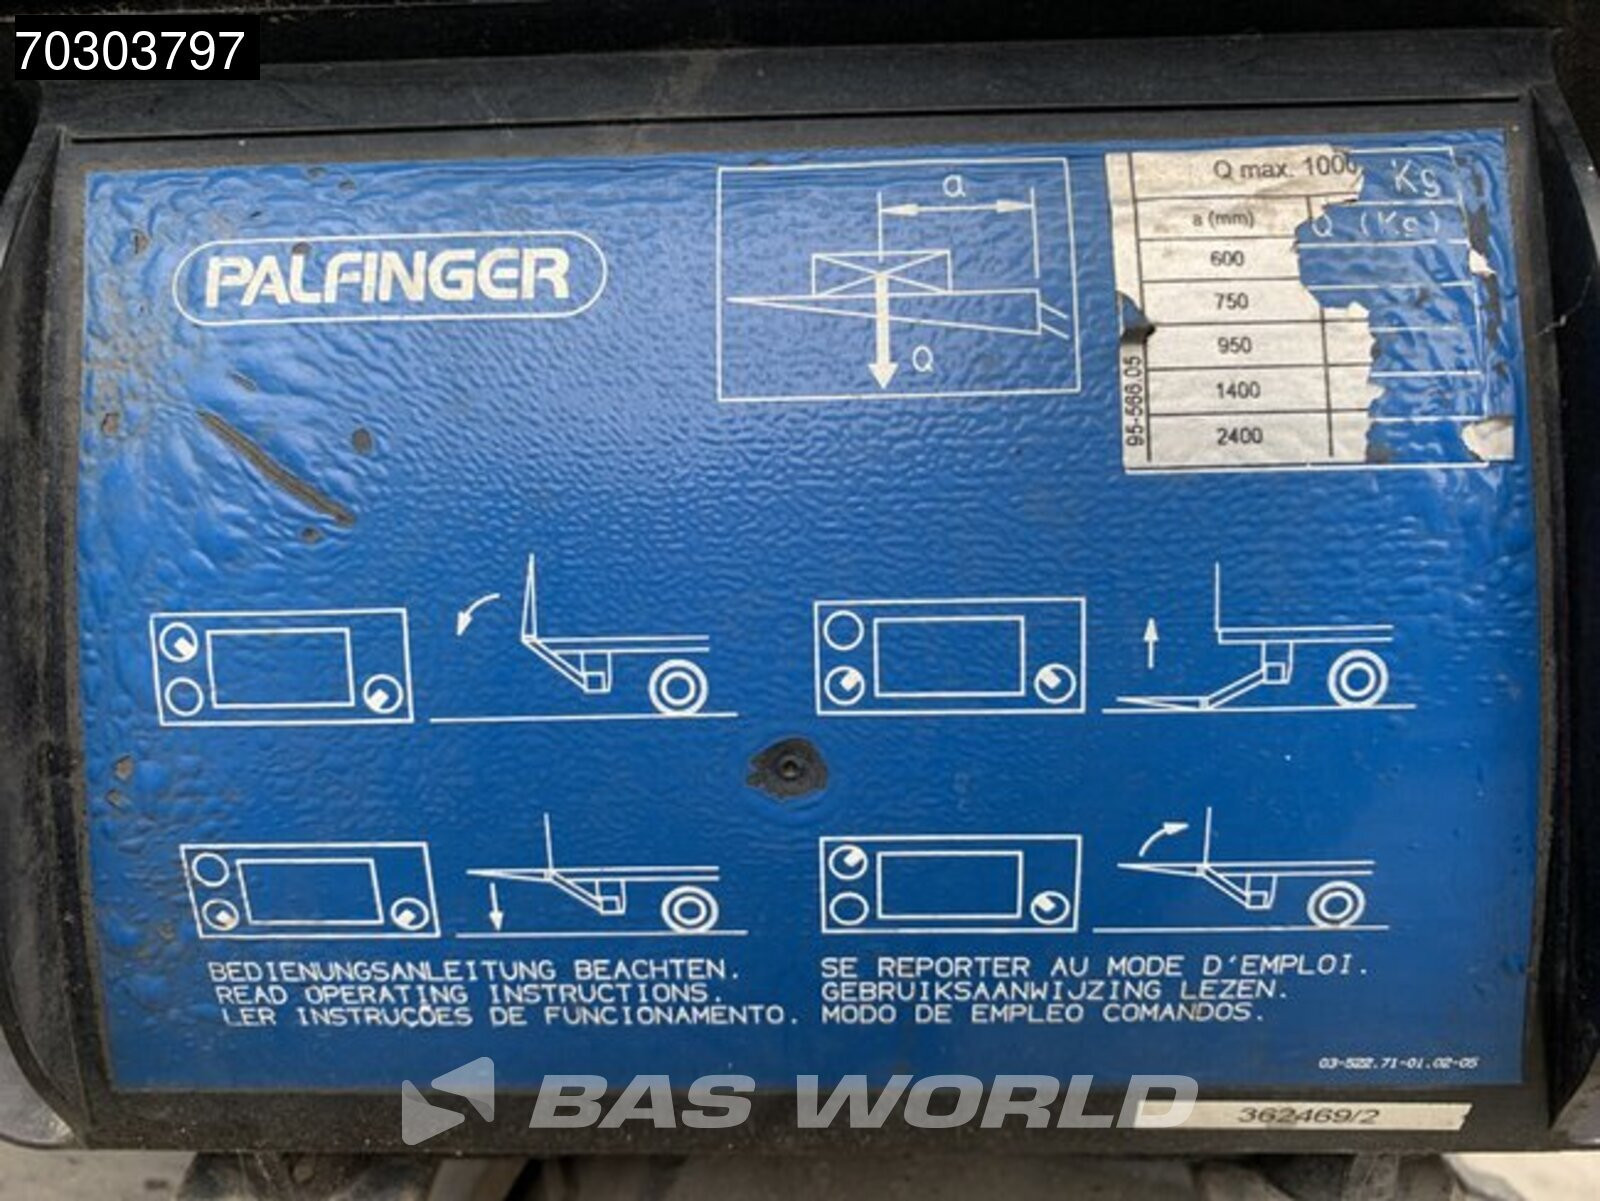 70303797
PALFINGER
a
Q
Q max. 1000 Kg
a (mm) Q (Kg)
600
750
950
1400
2400
95-566.05
BEDIENUNGSANLEITUNG BEACHTEN.
READ OPERATING INSTRUCTIONS.
LER INSTRUÇÕES DE FUNCIONAMENTO.
SE REPORTER AU MODE D'EMPLOI.
GEBRUIKSAANWIJZING LEZEN.
MODO DE EMPLEO COMANDOS.
03-522.71-01.02-05
BAS WORLD
362469/2